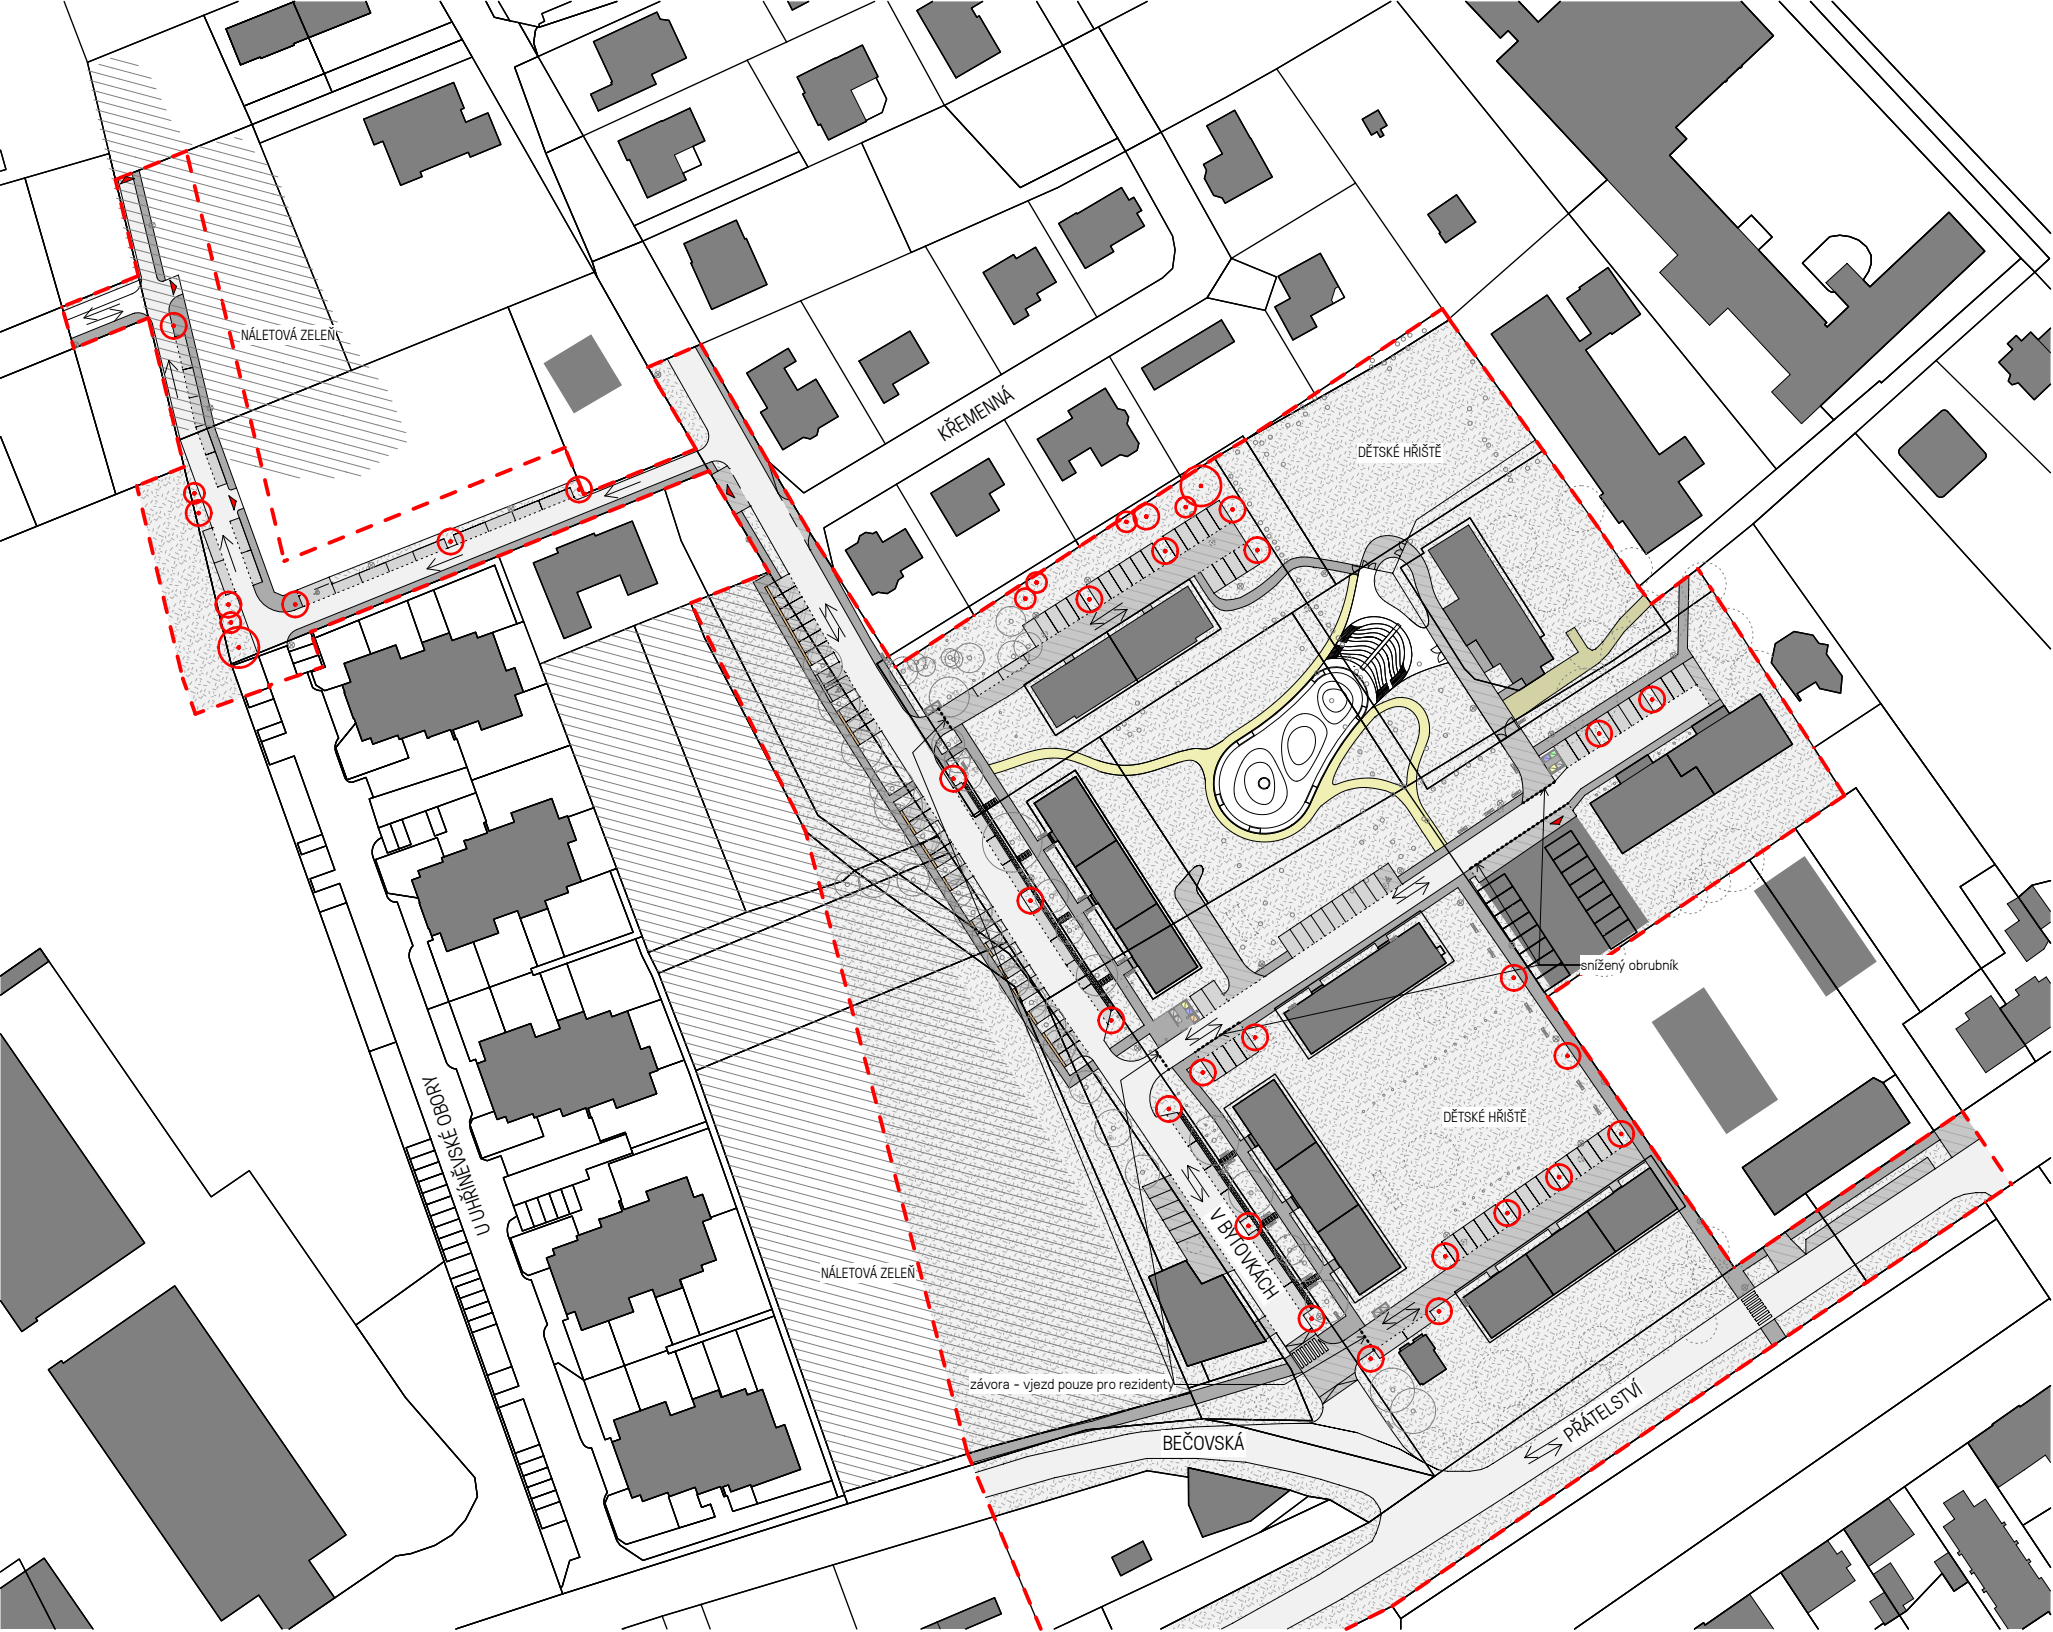 NÁLETOVÁ ZELEŇ
KŘEMENNÁ
DĚTSKÉ HŘIŠTĚ
snížený obrubník
DĚTSKÉ HŘIŠTĚ
U UHŘÍNĚVSKÉ OBORY
V BYTOVKÁCH
NÁLETOVÁ ZELEŇ
závora - vjezd pouze pro rezidenty
PŘÁTELSTVÍ
BEČOVSKÁ